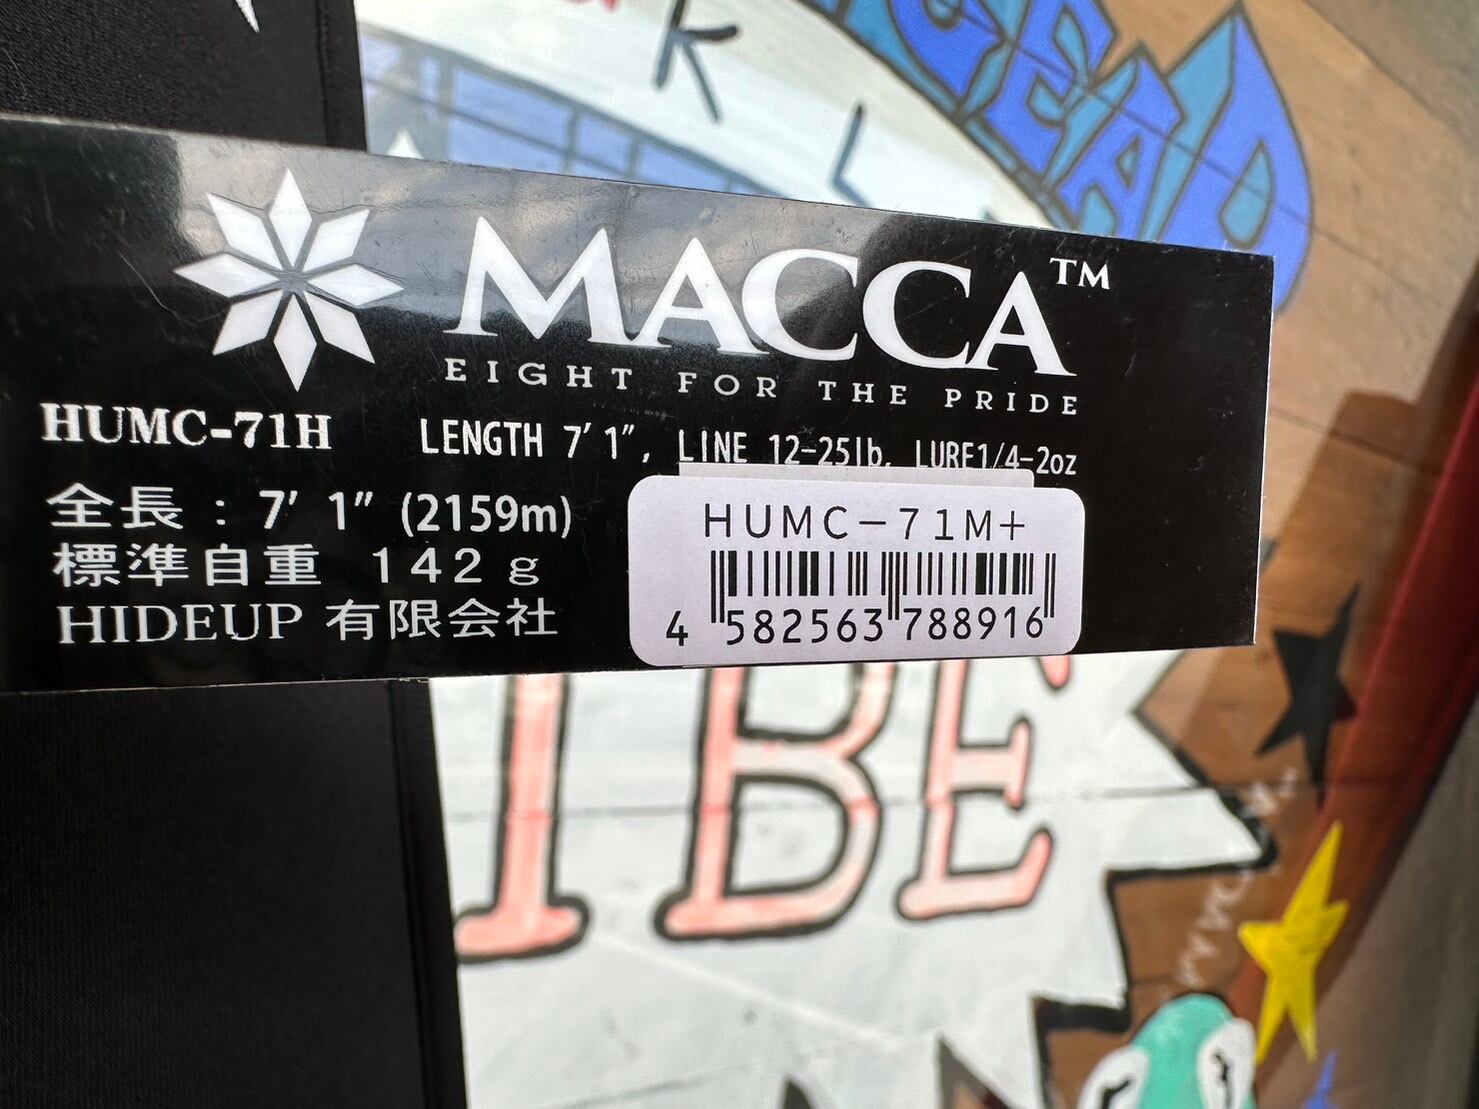 K L
GEAD
MACCA™
EIGHT FOR THE PRIDE
HUMC-71H LENGTH 7′ 1″, LINE 12-25lb, LURE1/4-2oz
全長：7′ 1″ (2159m)
標準自重 142g
HIDEUP 有限会社
HUMC-71M+
4 582563 788916
IBE